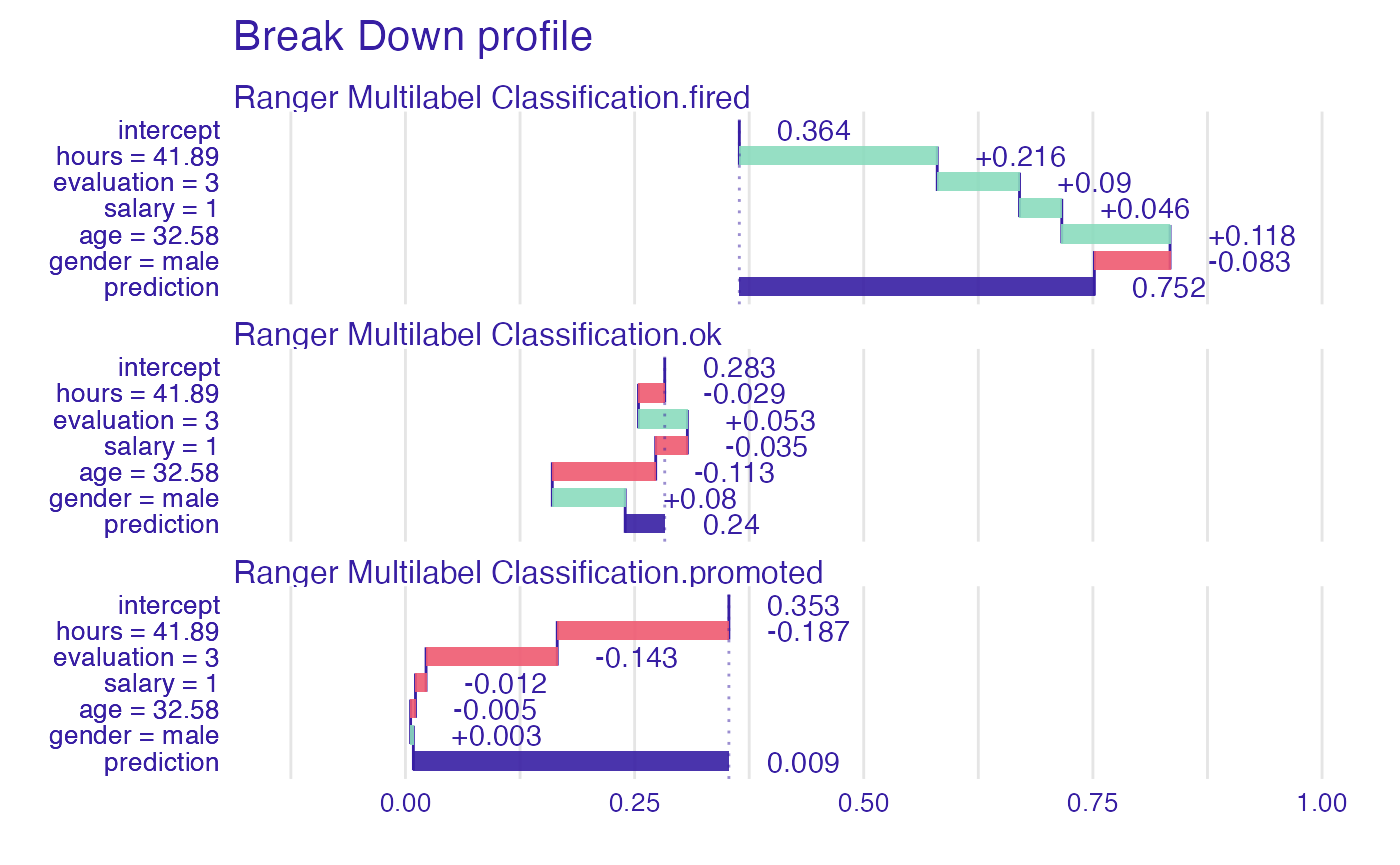 Break Down profile
Ranger Multilabel Classification.fired
intercept 0.364
hours = 41.89 +0.216
evaluation = 3 +0.09
salary = 1 +0.046
age = 32.58 +0.118
gender = male -0.083
prediction 0.752
Ranger Multilabel Classification.ok
intercept 0.283
hours = 41.89 -0.029
evaluation = 3 +0.053
salary = 1 -0.035
age = 32.58 -0.113
gender = male +0.08
prediction 0.24
Ranger Multilabel Classification.promoted
intercept 0.353
hours = 41.89 -0.187
evaluation = 3 -0.143
salary = 1 -0.012
age = 32.58 -0.005
gender = male +0.003
prediction 0.009
0.00 0.25 0.50 0.75 1.00